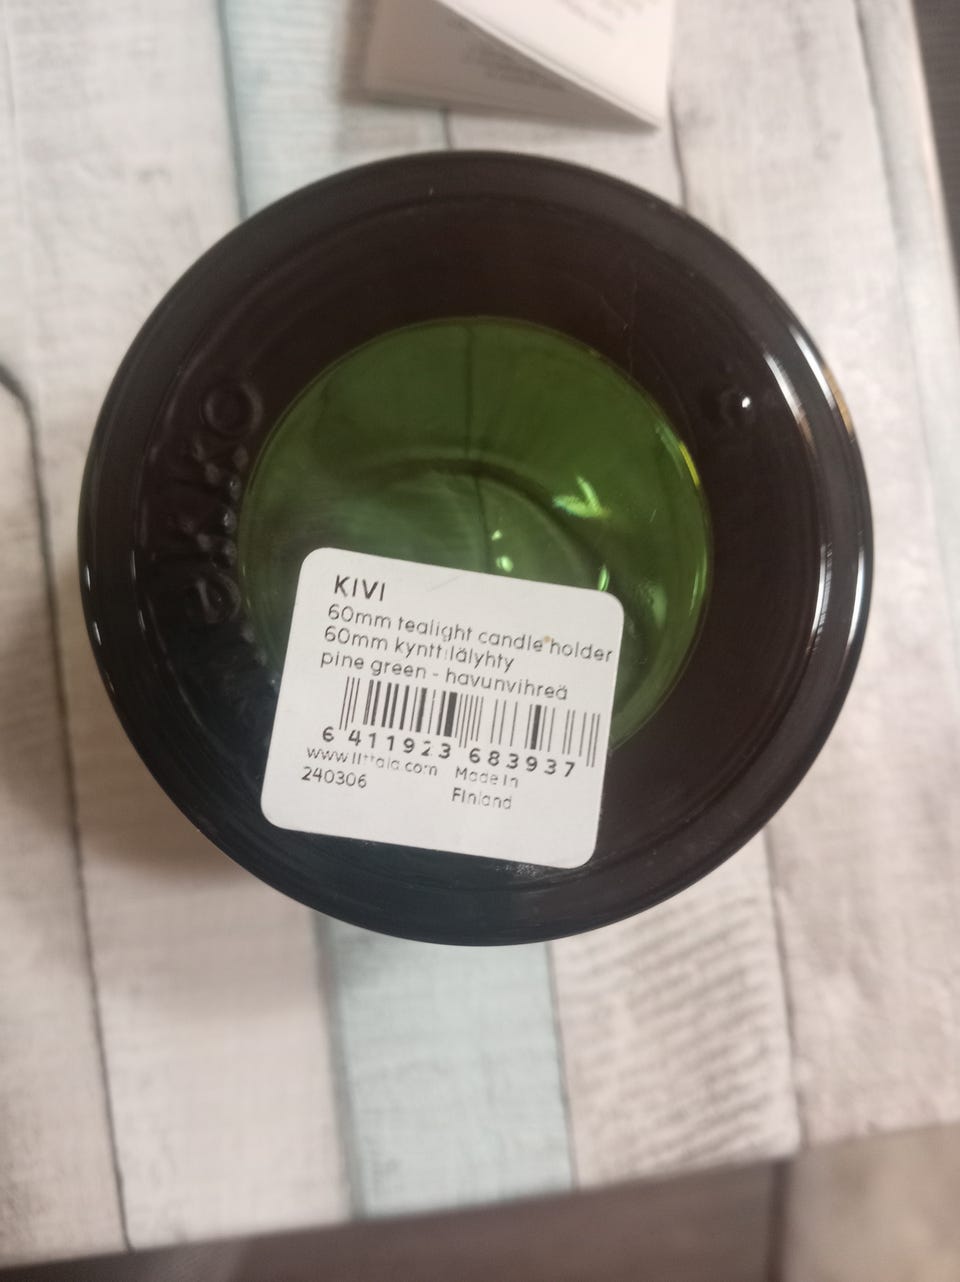 KIVI
60mm tealight candle holder
60mm kynttilälyhty
pine green - havunvihreä
6 411923 683937
www.iittala.com Made in
240306 Finland